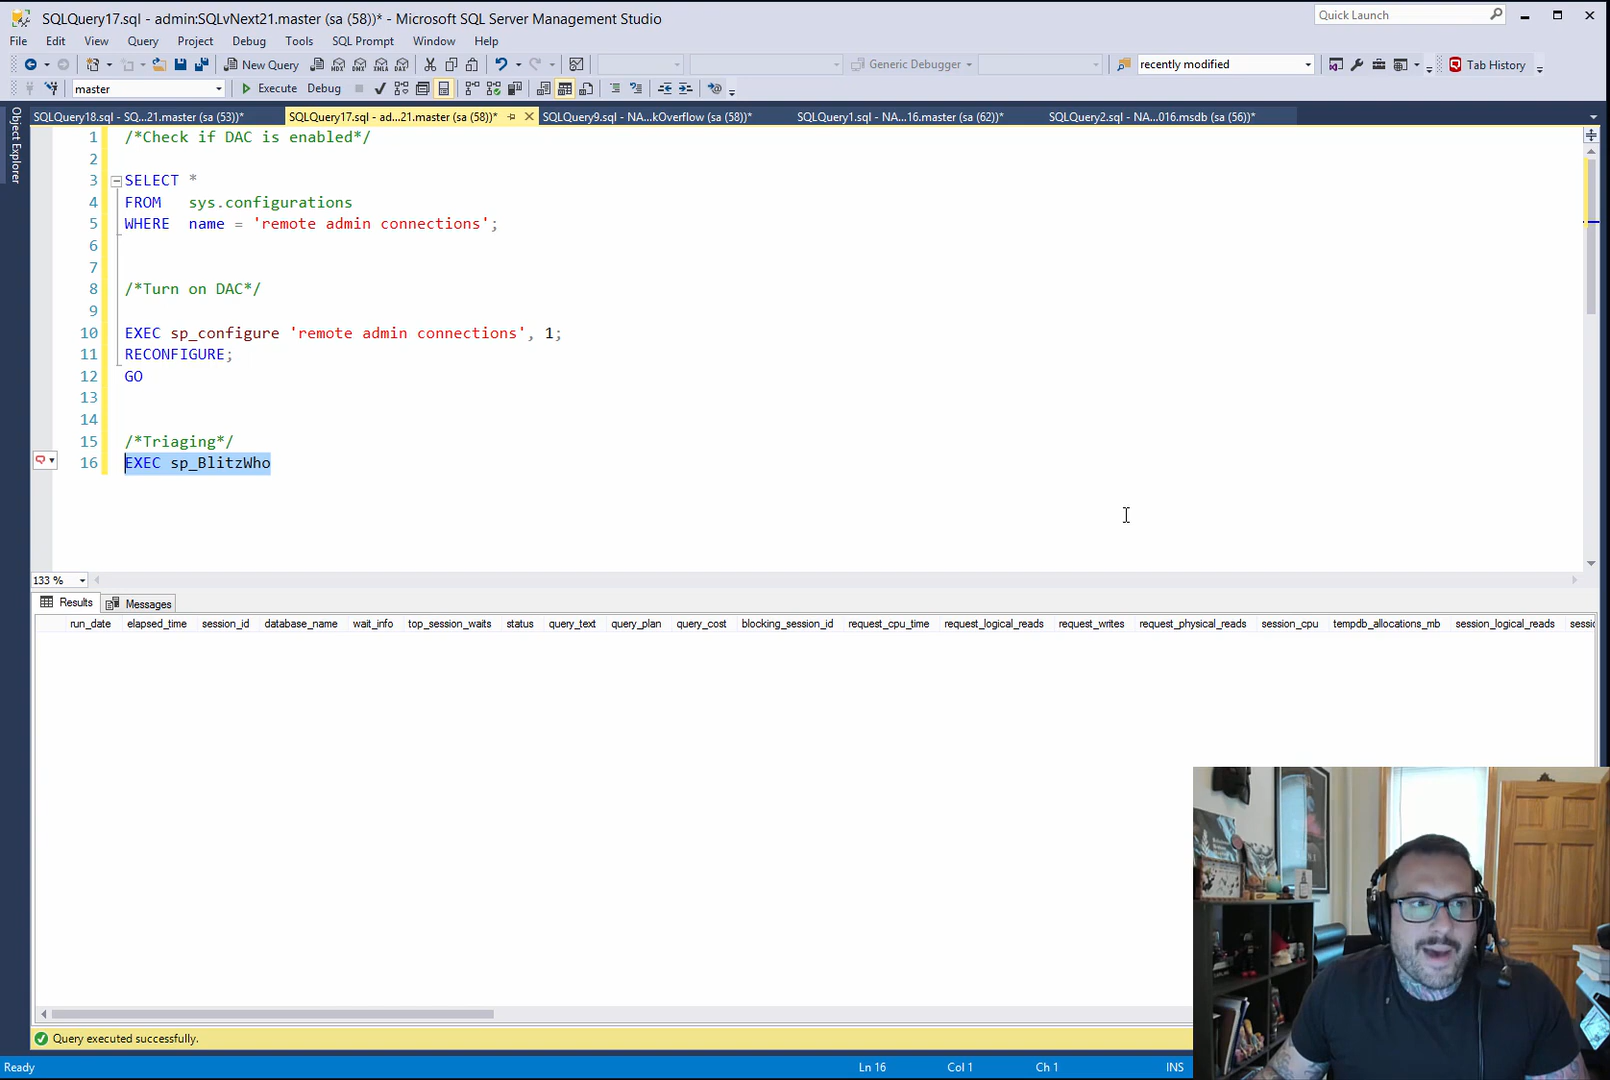 SQLQuery17.sql - admin:SQLvNext21.master (sa (58))* - Microsoft SQL Server Management Studio
Quick Launch
File Edit View Query Project Debug Tools SQL Prompt Window Help
New Query Generic Debugger recently modified Tab History
master Execute Debug
Object Explorer
SQLQuery18.sql - SQ...21.master (sa (53))* SQLQuery17.sql - ad...21.master (sa (58))* SQLQuery9.sql - NA...kOverflow (sa (58))* SQLQuery1.sql - NA...16.master (sa (62))* SQLQuery2.sql - NA...016.msdb (sa (56))*
1 /*Check if DAC is enabled*/
2
3 SELECT *
4 FROM sys.configurations
5 WHERE name = 'remote admin connections';
6
7
8 /*Turn on DAC*/
9
10 EXEC sp_configure 'remote admin connections', 1;
11 RECONFIGURE;
12 GO
13
14
15 /*Triaging*/
16 EXEC sp_BlitzWho
133 %
Results Messages
run_date elapsed_time session_id database_name wait_info top_session_waits status query_text query_plan query_cost blocking_session_id request_cpu_time request_logical_reads request_writes request_physical_reads session_cpu tempdb_allocations_mb session_logical_reads
Query executed successfully.
Ready Ln 16 Col 1 Ch 1 INS